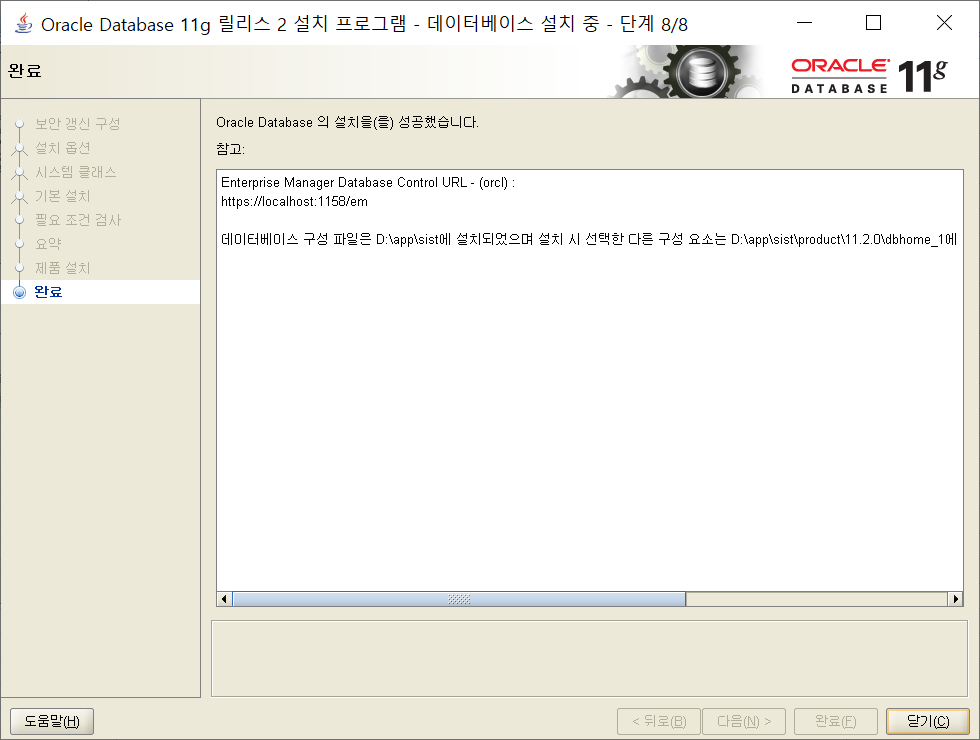 Oracle Database 11g 릴리스 2 설치 프로그램 - 데이터베이스 설치 중 - 단계 8/8
완료
ORACLE
DATABASE 11g
보안 갱신 구성
설치 옵션
시스템 클래스
기본 설치
필요 조건 검사
요약
제품 설치
완료
Oracle Database 의 설치을(를) 성공했습니다.
참고:
Enterprise Manager Database Control URL - (orcl) :
https://localhost:1158/em
데이터베이스 구성 파일은 D:\app\sist에 설치되었으며 설치 시 선택한 다른 구성 요소는 D:\app\sist\product\11.2.0\dbhome_1에
도움말(H)
< 뒤로(B)
다음(N) >
완료(F)
닫기(C)